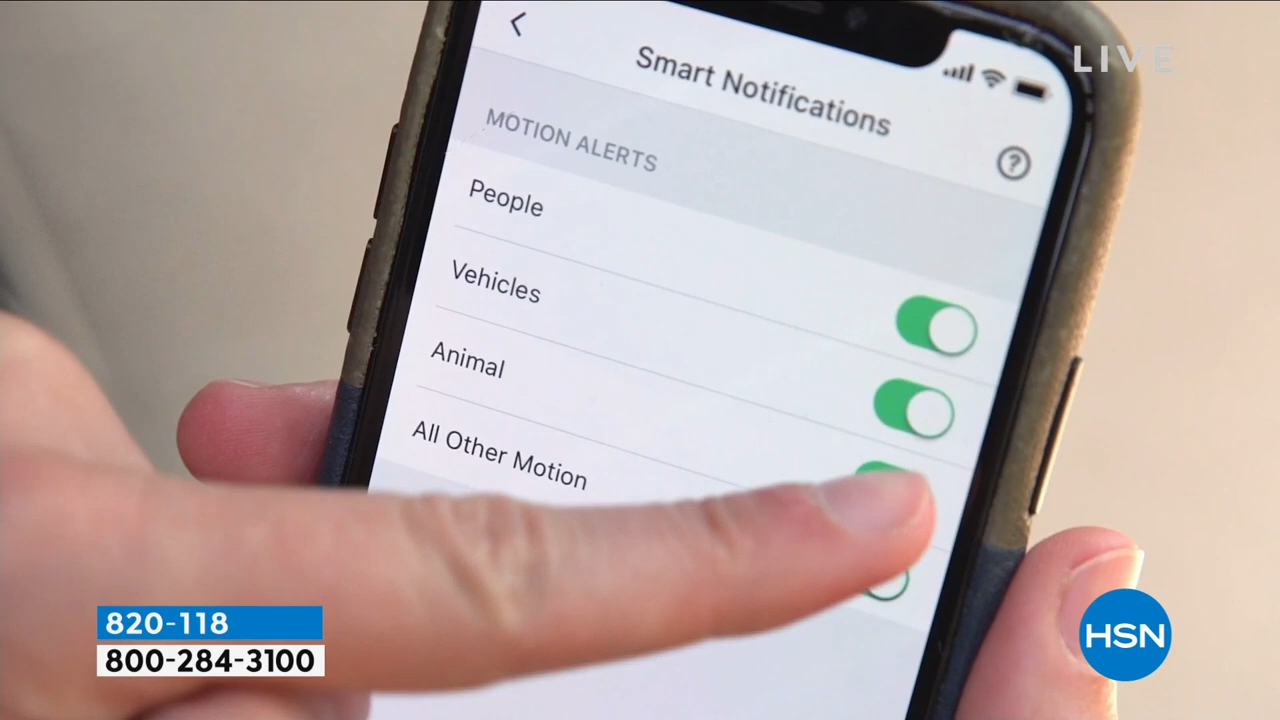 LIVE
Smart Notifications
?
MOTION ALERTS
People
Vehicles
Animal
All Other Motion
820-118
800-284-3100
HSN